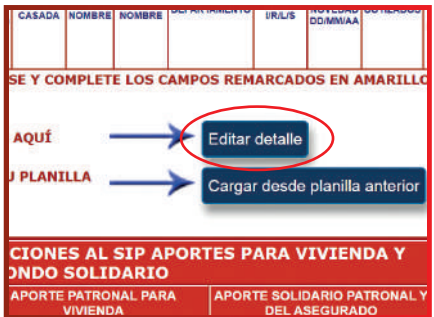 CASADA NOMBRE NOMBRE DEPARTAMENTO I/R/L/S NOVEDAD DD/MM/AA COTIZADOS
SE Y COMPLETE LOS CAMPOS REMARCADOS EN AMARILLO
AQUÍ Editar detalle
U PLANILLA Cargar desde planilla anterior
CIONES AL SIP APORTES PARA VIVIENDA Y
ONDO SOLIDARIO
APORTE PATRONAL PARA VIVIENDA
APORTE SOLIDARIO PATRONAL Y DEL ASEGURADO